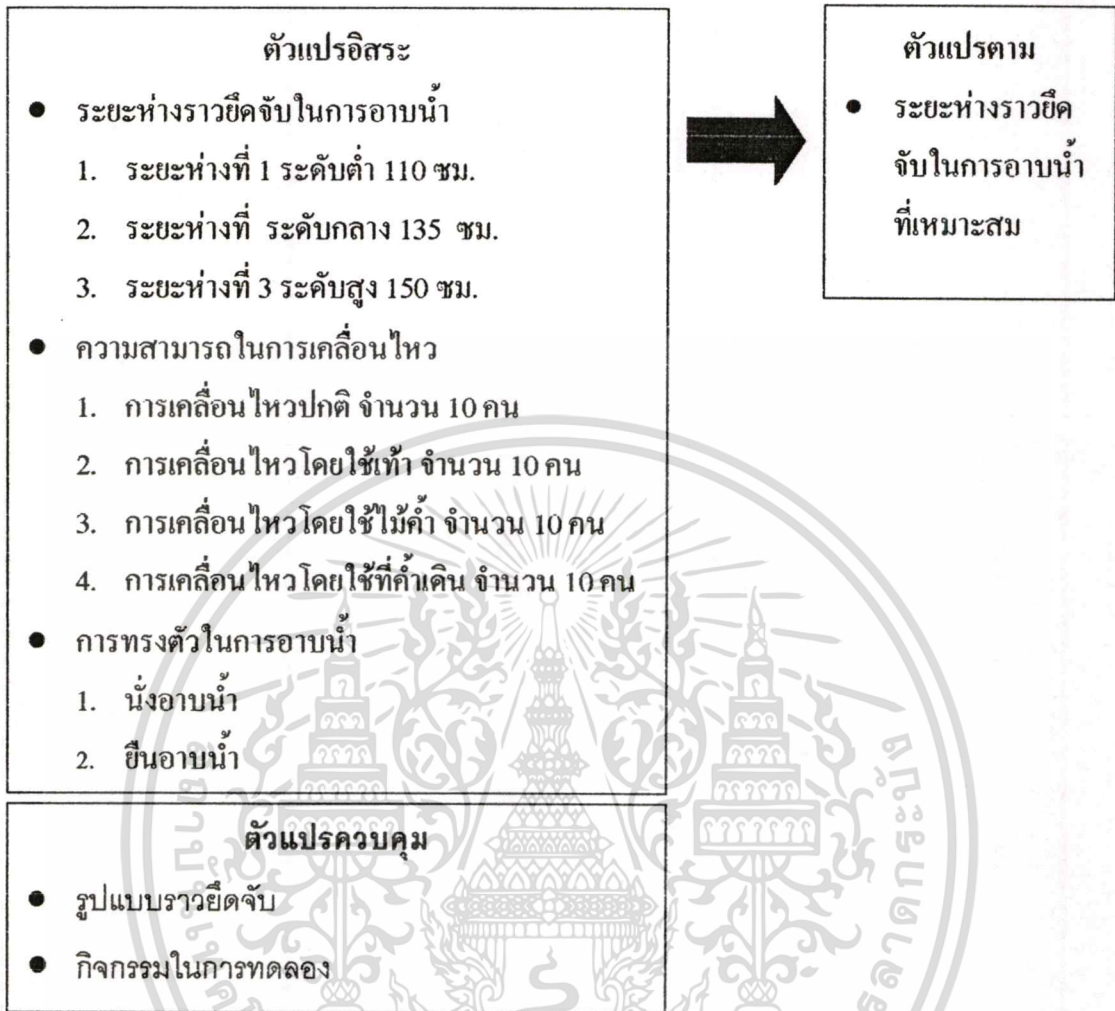 ตัวแปรอิสระ
● ระยะห่างราวยึดจับในการอาบน้ำ
1. ระยะห่างที่ 1 ระดับต่ำ 110 ซม.
2. ระยะห่างที่ ระดับกลาง 135 ซม.
3. ระยะห่างที่ 3 ระดับสูง 150 ซม.
● ความสามารถในการเคลื่อนไหว
1. การเคลื่อนไหวปกติ จำนวน 10 คน
2. การเคลื่อนไหวโดยใช้เท้า จำนวน 10 คน
3. การเคลื่อนไหวโดยใช้ไม้ค้ำ จำนวน 10 คน
4. การเคลื่อนไหวโดยใช้ที่ค้ำเดิน จำนวน 10 คน
● การทรงตัวในการอาบน้ำ
1. นั่งอาบน้ำ
2. ยืนอาบน้ำ
ตัวแปรควบคุม
● รูปแบบราวยึดจับ
● กิจกรรมในการทดลอง
ตัวแปรตาม
● ระยะห่างราวยึด
จับในการอาบน้ำ
ที่เหมาะสม